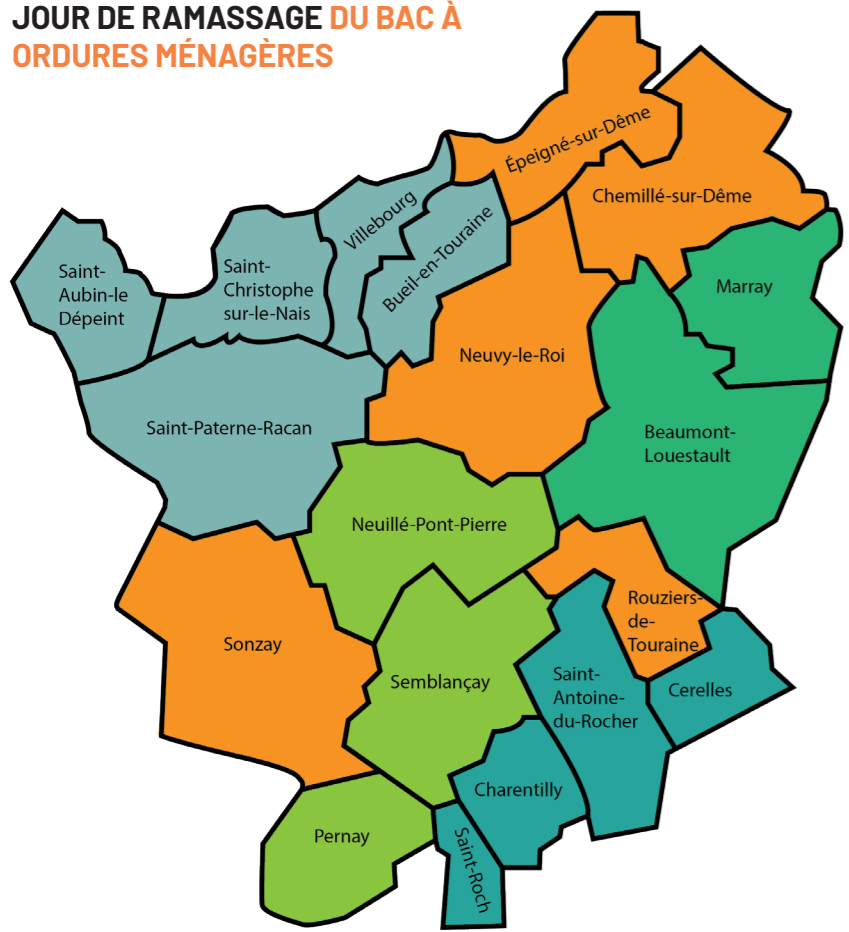 JOUR DE RAMASSAGE DU BAC À
ORDURES MÉNAGÈRES
Épeigné-sur-Dême
Chemillé-sur-Dême
Villebourg
Bueil-en-Touraine
Saint-
Aubin-le
Dépeint
Saint-
Christophe
sur-le-Nais
Marray
Neuvy-le-Roi
Saint-Paterne-Racan
Beaumont-
Louestault
Neuillé-Pont-Pierre
Rouziers-
de-
Touraine
Sonzay
Semblançay
Saint-
Antoine-
du-Rocher
Cerelles
Charentilly
Pernay
Saint-Roch